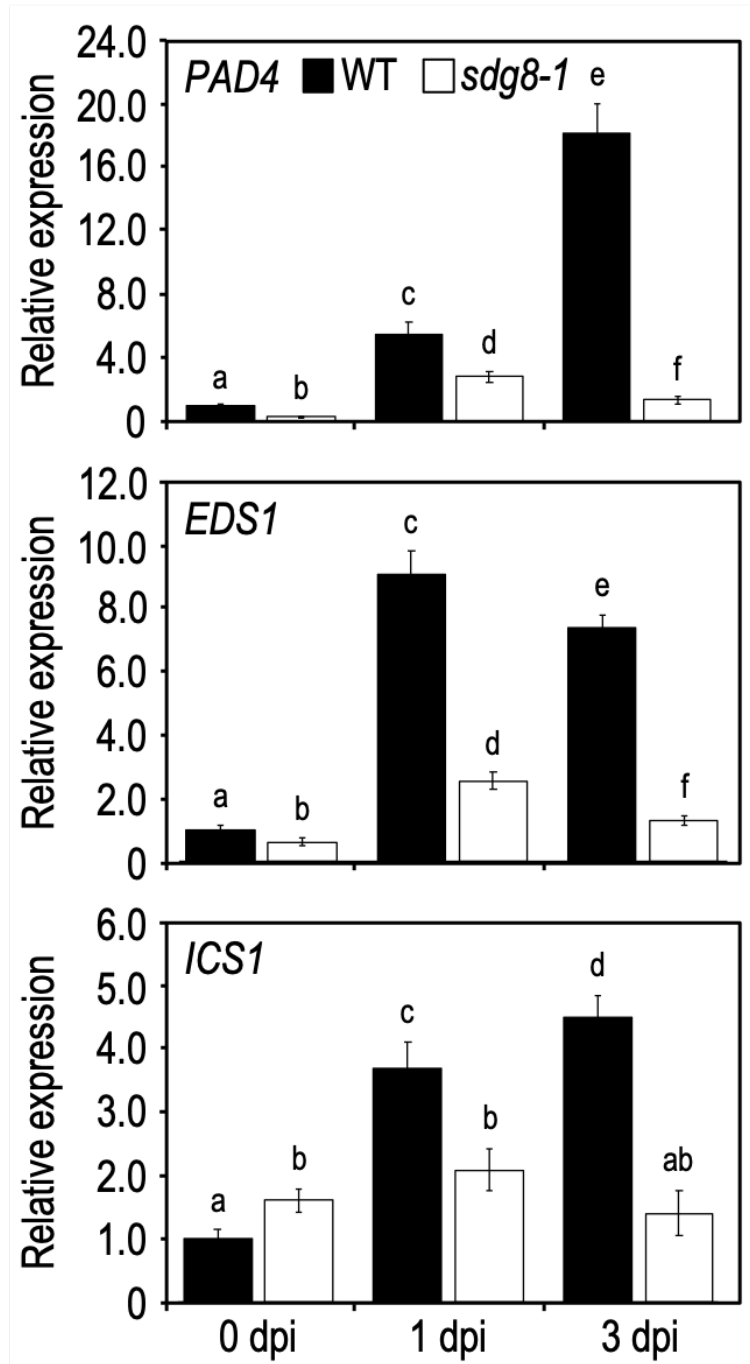 24.0
PAD4 WT sdg8-1
e
20.0
16.0
12.0
8.0
c
d
4.0
a
b
f
0
Relative expression
12.0
EDS1
c
10.0
e
8.0
6.0
4.0
d
2.0
a
b
f
0
Relative expression
6.0
ICS1
d
5.0
c
4.0
3.0
b
b
2.0
ab
a
1.0
0
Relative expression
0 dpi 1 dpi 3 dpi